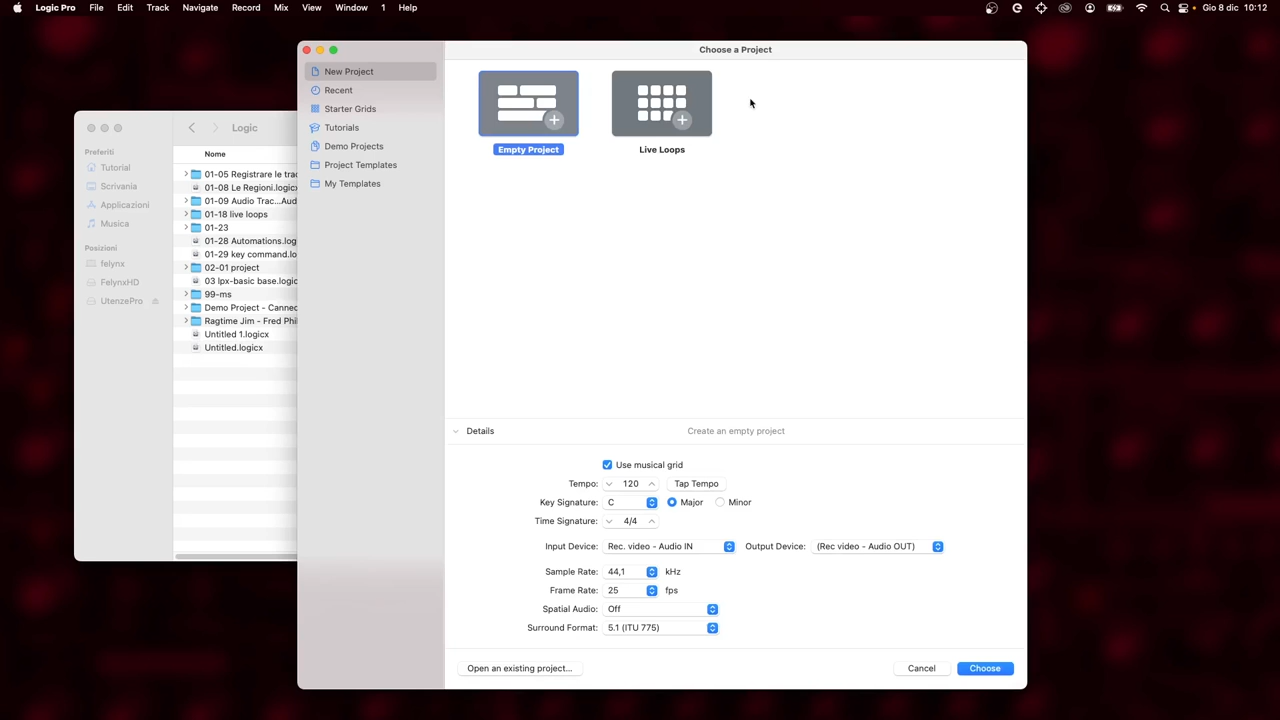 Logic Pro File Edit Track Navigate Record Mix View Window 1 Help Gio 8 dic 10:12
Choose a Project
New Project
Recent
Starter Grids
Tutorials
Demo Projects
Project Templates
My Templates
Empty Project
Live Loops
Logic
Preferiti
Tutorial
Scrivania
Applicazioni
Musica
Posizioni
felynx
FelynxHD
UtenzePro
Nome
01-05 Registrare le trac
01-08 Le Regioni.logicx
01-09 Audio Trac...Aud
01-18 live loops
01-23
01-28 Automations.log
01-29 key command.lo
02-01 project
03 lpx-basic base.logic
99-ms
Demo Project - Cannec
Ragtime Jim - Fred Phi
Untitled 1.logicx
Untitled.logicx
Details Create an empty project
Use musical grid
Tempo: 120 Tap Tempo
Key Signature: C Major Minor
Time Signature: 4/4
Input Device: Rec. video - Audio IN Output Device: (Rec video - Audio OUT)
Sample Rate: 44,1 kHz
Frame Rate: 25 fps
Spatial Audio: Off
Surround Format: 5.1 (ITU 775)
Open an existing project... Cancel Choose